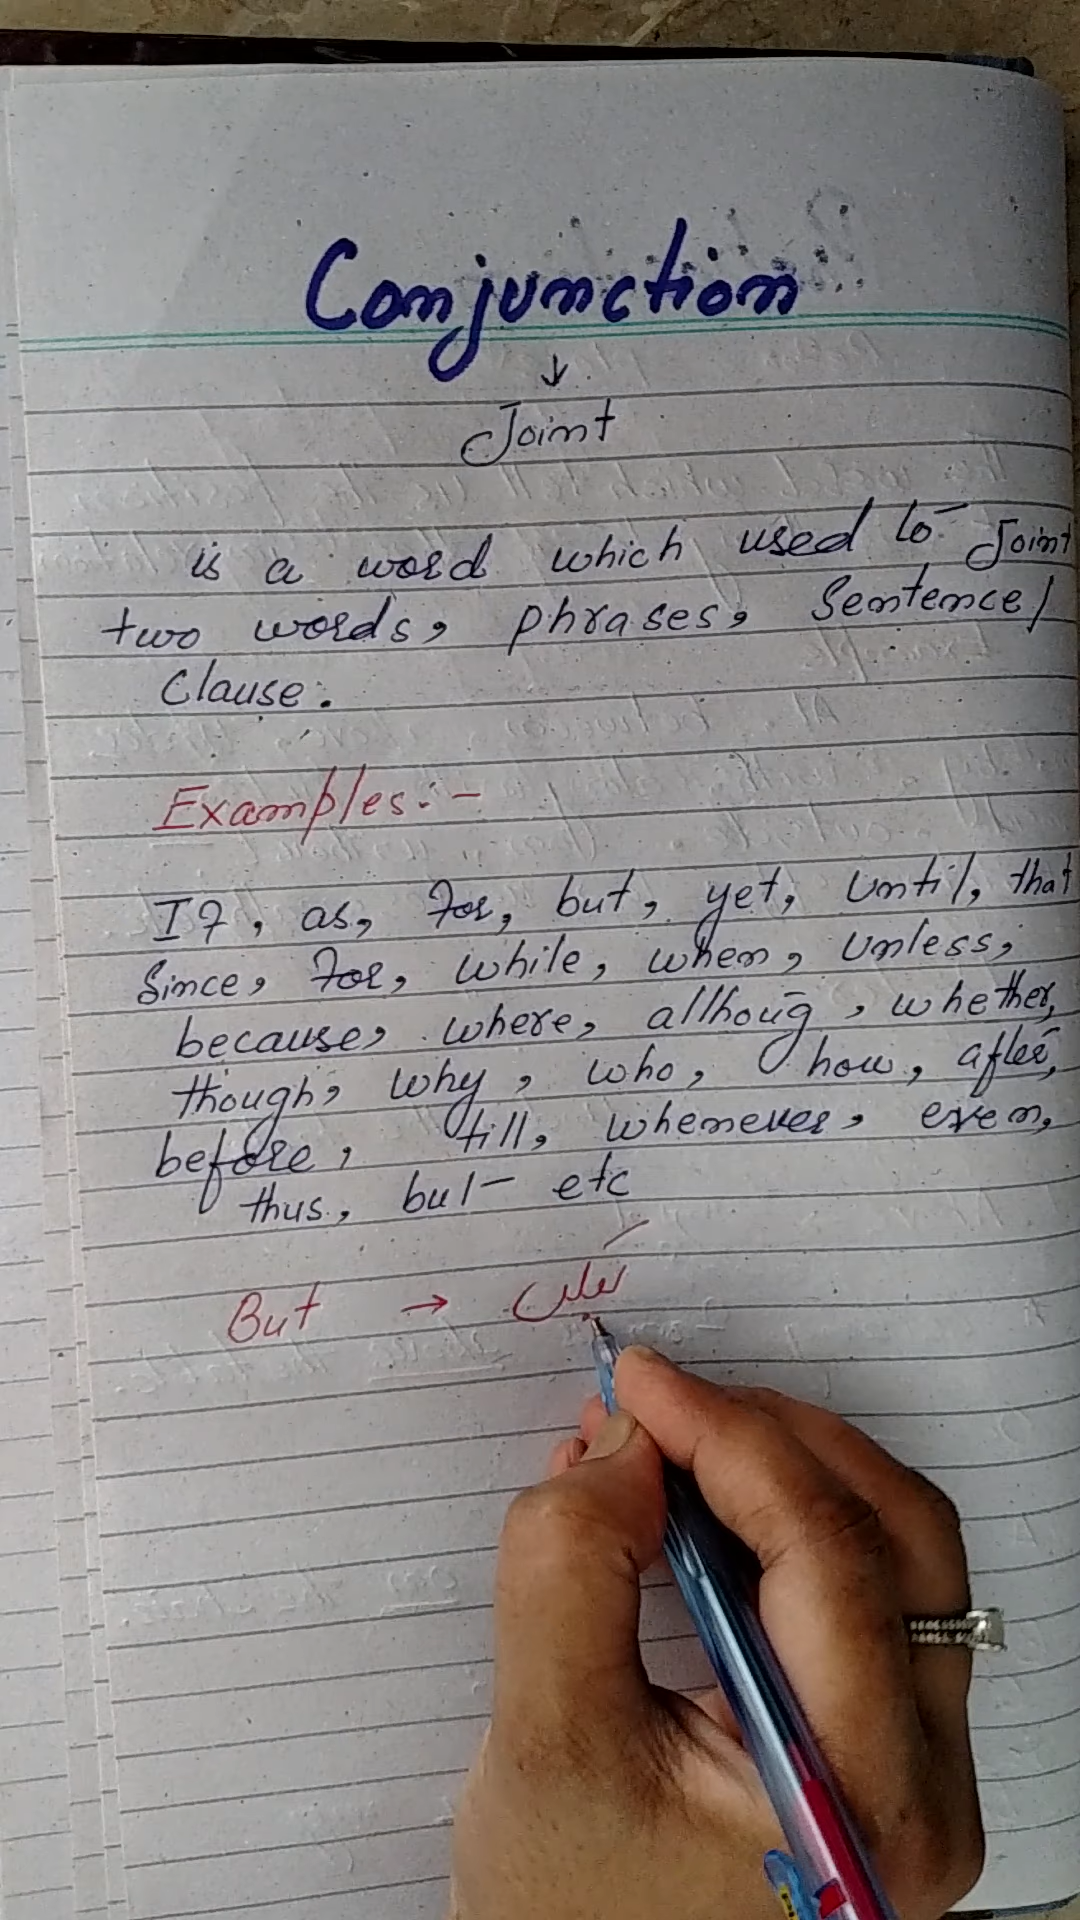 Conjunction
↓
Joint
is a word which used to Joint
two words, phrases, Sentence/
Clause.
Examples:-
If, as, For, but, yet, until, that
Since, For, while, when, unless,
because, where, allhoug, whether,
though, why, who, how, after,
before, till, whenever, even,
thus, but etc
But → لیکن